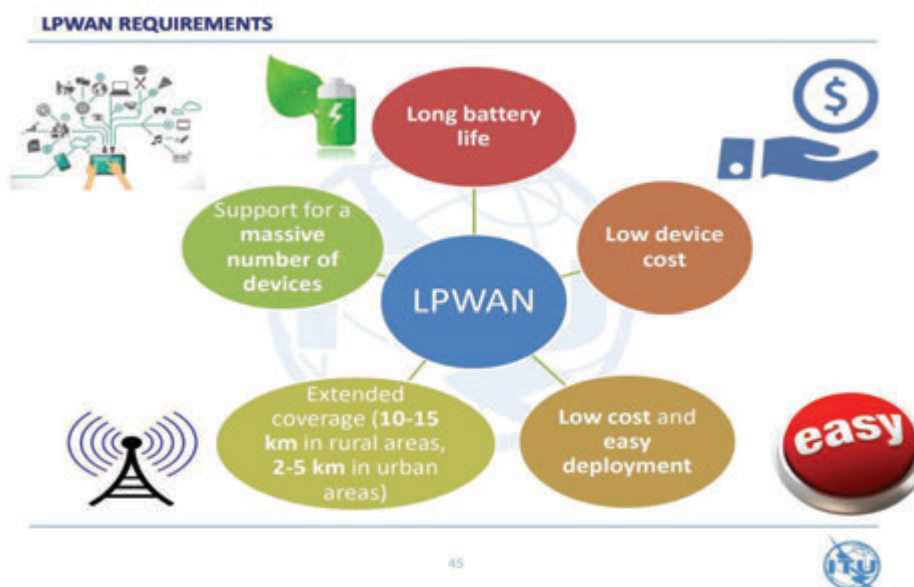 LPWAN REQUIREMENTS
Long battery
life
$
Support for a
massive
number of
devices
Low device
cost
LPWAN
Extended
coverage (10-15
km in rural areas,
2-5 km in urban
areas)
Low cost and
easy
deployment
easy
45
ITU